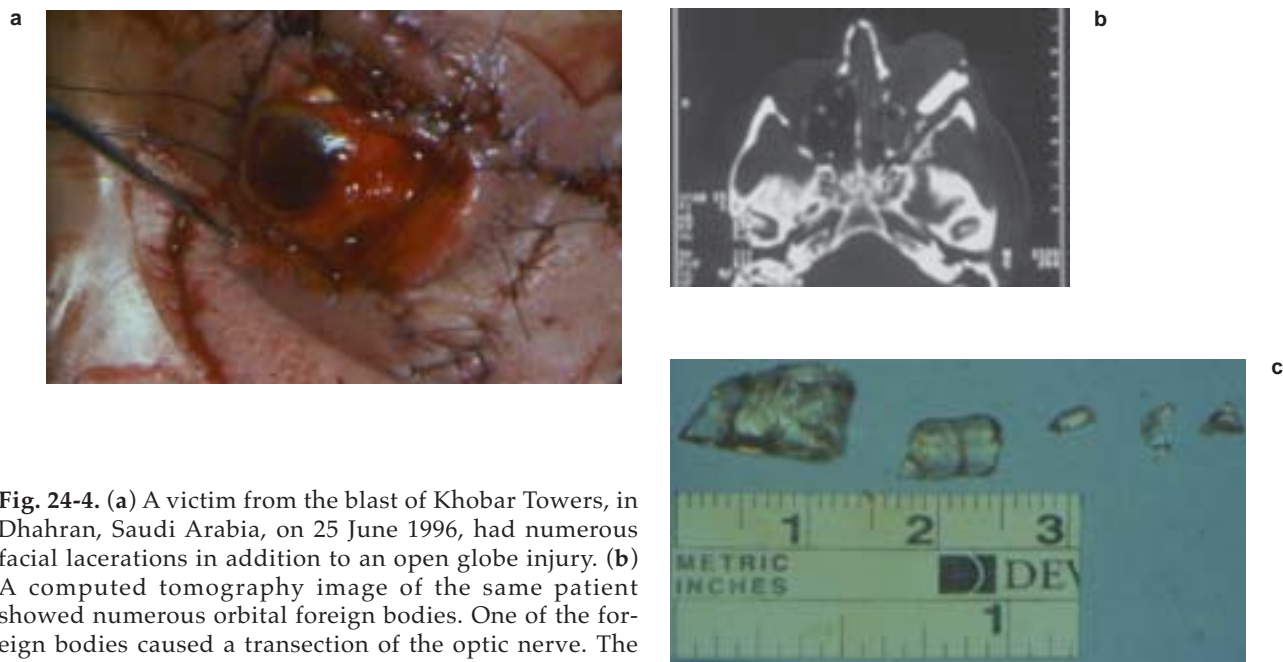 a
b
c
Fig. 24-4. (a) A victim from the blast of Khobar Towers, in
Dhahran, Saudi Arabia, on 25 June 1996, had numerous
facial lacerations in addition to an open globe injury. (b)
A computed tomography image of the same patient
showed numerous orbital foreign bodies. One of the for-
eign bodies caused a transection of the optic nerve. The
1 2 3
METRIC
INCHES
DEV
1